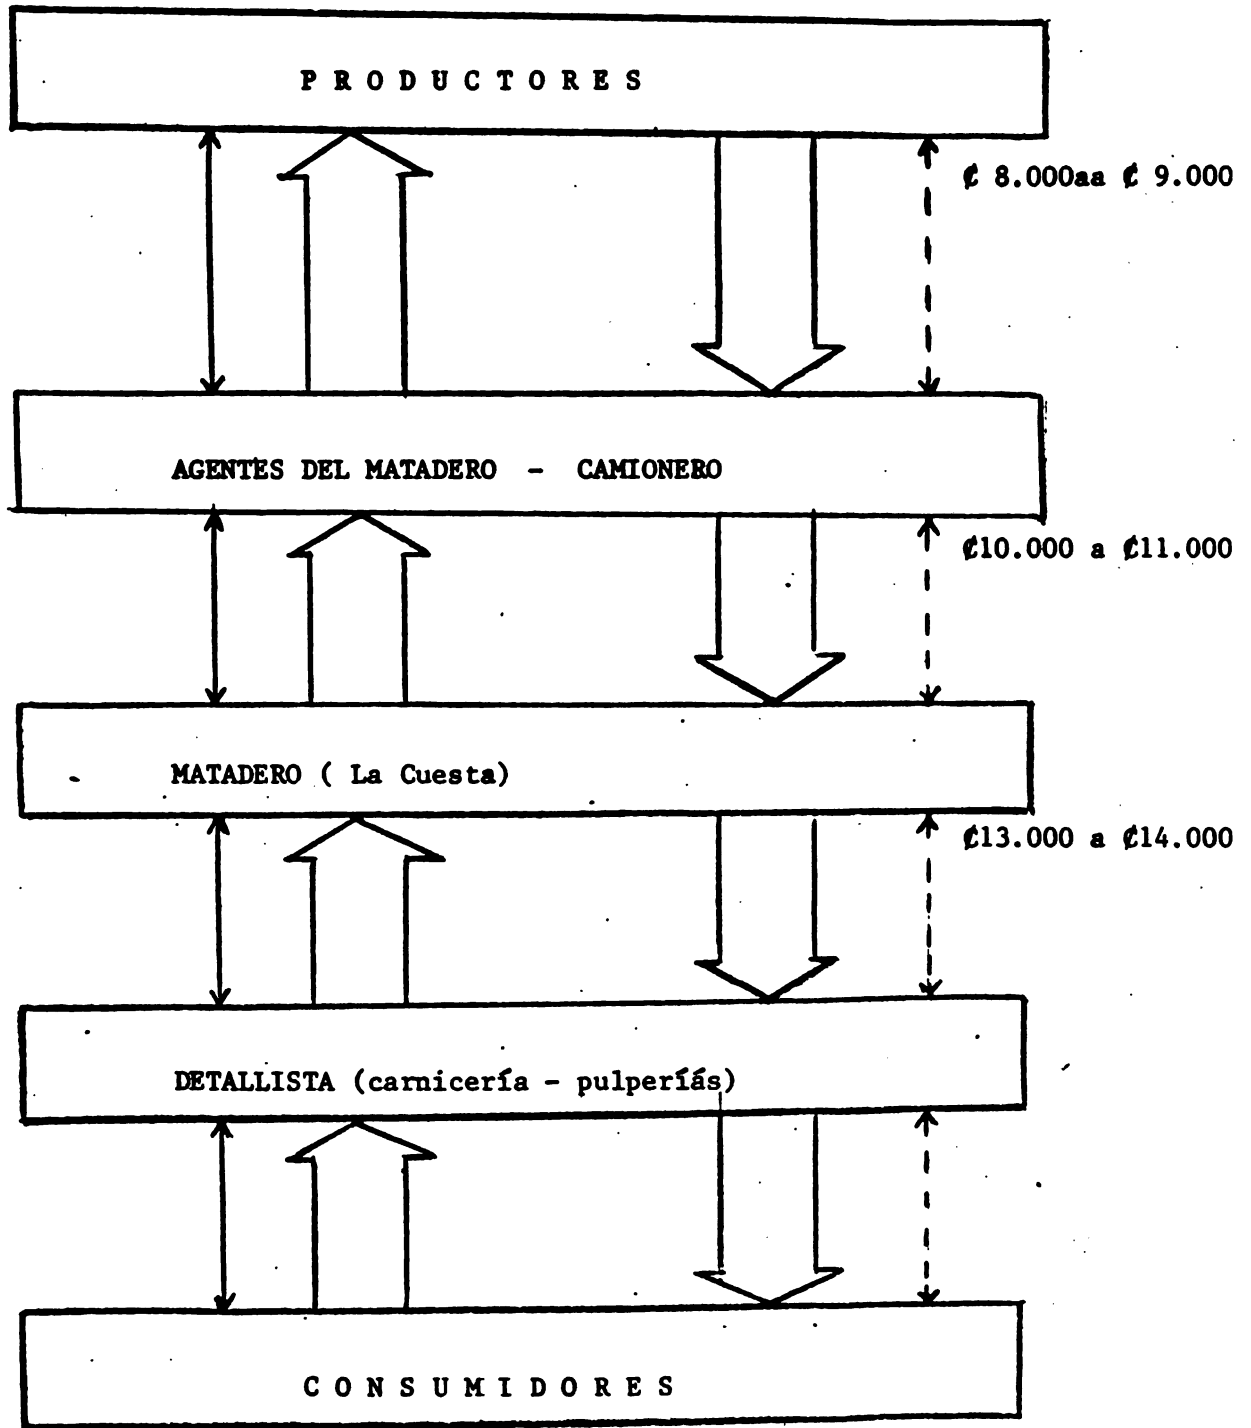 P R O D U C T O R E S
₡ 8.000aa ₡ 9.000
AGENTES DEL MATADERO - CAMIONERO
₡10.000 a ₡11.000
MATADERO ( La Cuesta)
₡13.000 a ₡14.000
DETALLISTA (carnicería - pulperíás)
C O N S U M I D O R E S